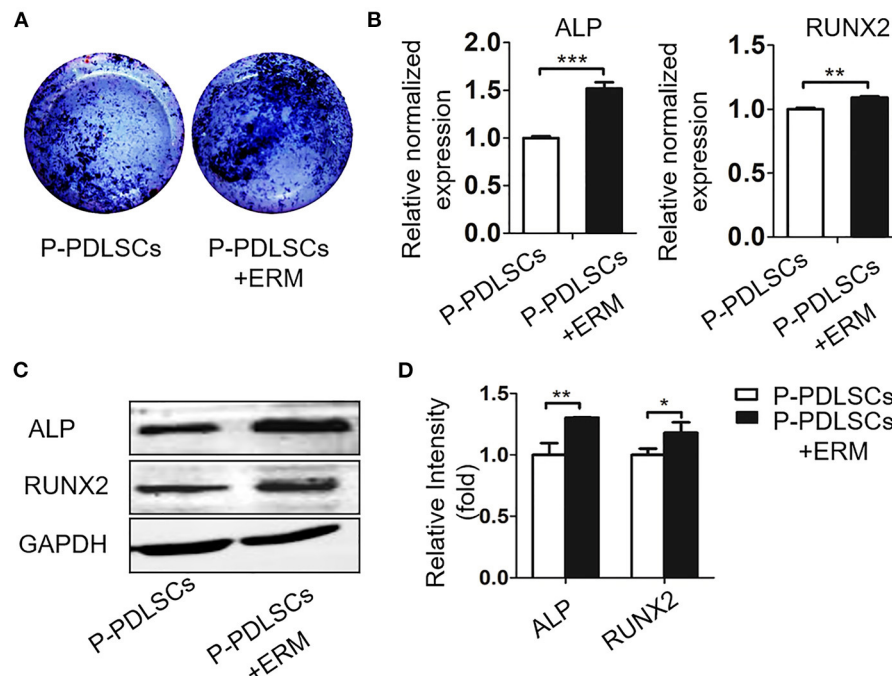 A
P-PDLSCs
P-PDLSCs
+ERM
B
ALP
Relative normalized
expression
2.0
1.5
1.0
0.5
0.0
***
P-PDLSCs
P-PDLSCs
+ERM
RUNX2
Relative normalized
expression
1.5
1.0
0.5
0.0
**
P-PDLSCs
P-PDLSCs
+ERM
C
ALP
RUNX2
GAPDH
P-PDLSCs
P-PDLSCs
+ERM
D
Relative Intensity
(fold)
1.5
1.0
1.5
0.0
**
*
ALP
RUNX2
P-PDLSCs
P-PDLSCs
+ERM